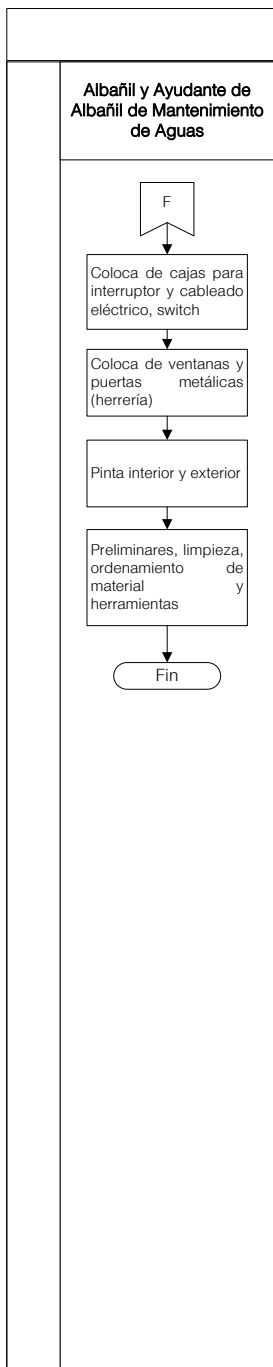 Albañil y Ayudante de
Albañil de Mantenimiento
de Aguas
F
Coloca de cajas para
interruptor y cableado
eléctrico, switch
Coloca de ventanas y
puertas metálicas
(herrería)
Pinta interior y exterior
Preliminares, limpieza,
ordenamiento de
material y
herramientas
Fin